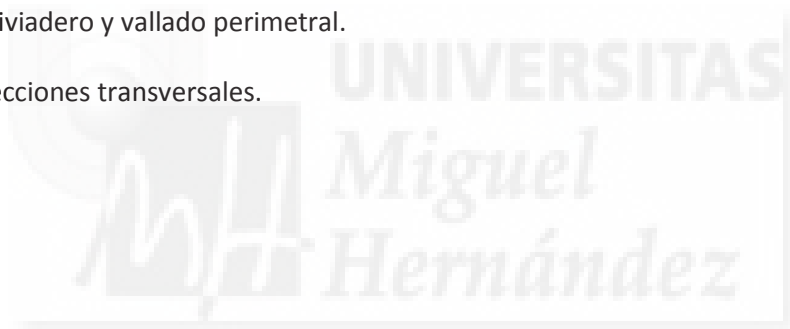 iviadero y vallado perimetral.
ecciones transversales.
UNIVERSITAS
Miguel
Hernández